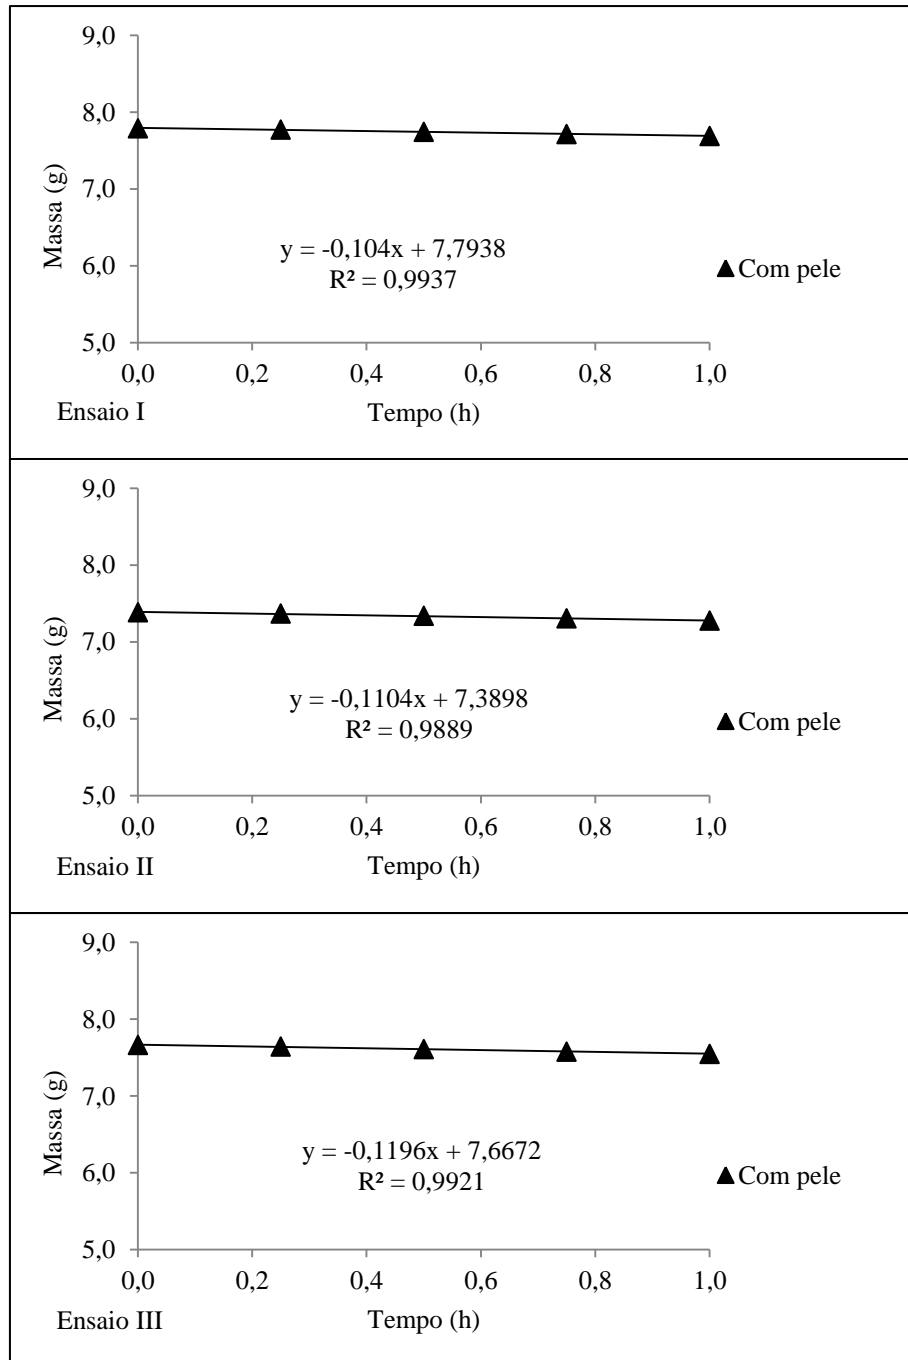 9,0
8,0
7,0
6,0
5,0
Massa (g)
y = -0,104x + 7,7938
R² = 0,9937
Com pele
0,0 0,2 0,4 0,6 0,8 1,0
Ensaio I
Tempo (h)
9,0
8,0
7,0
6,0
5,0
Massa (g)
y = -0,1104x + 7,3898
R² = 0,9889
Com pele
0,0 0,2 0,4 0,6 0,8 1,0
Ensaio II
Tempo (h)
9,0
8,0
7,0
6,0
5,0
Massa (g)
y = -0,1196x + 7,6672
R² = 0,9921
Com pele
0,0 0,2 0,4 0,6 0,8 1,0
Ensaio III
Tempo (h)